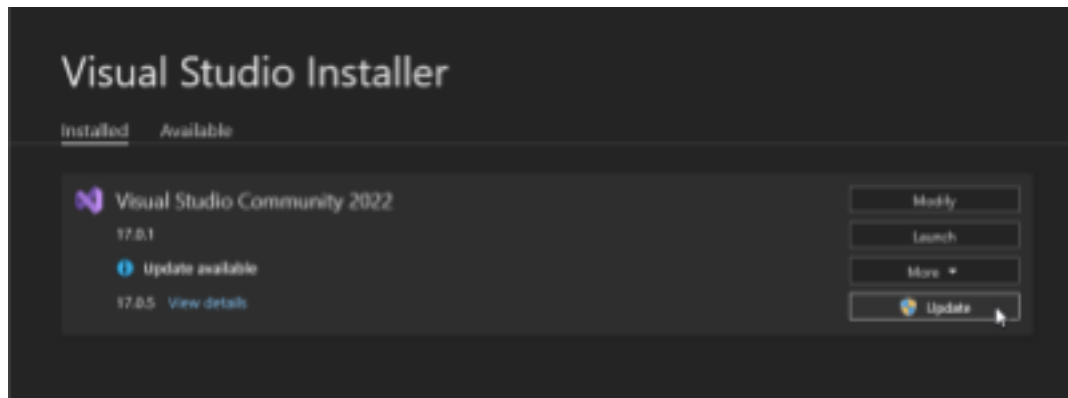 Visual Studio Installer
Installed Available
Visual Studio Community 2022
Modify
17.0.1
Launch
Update available
More
17.0.5 View details
Update